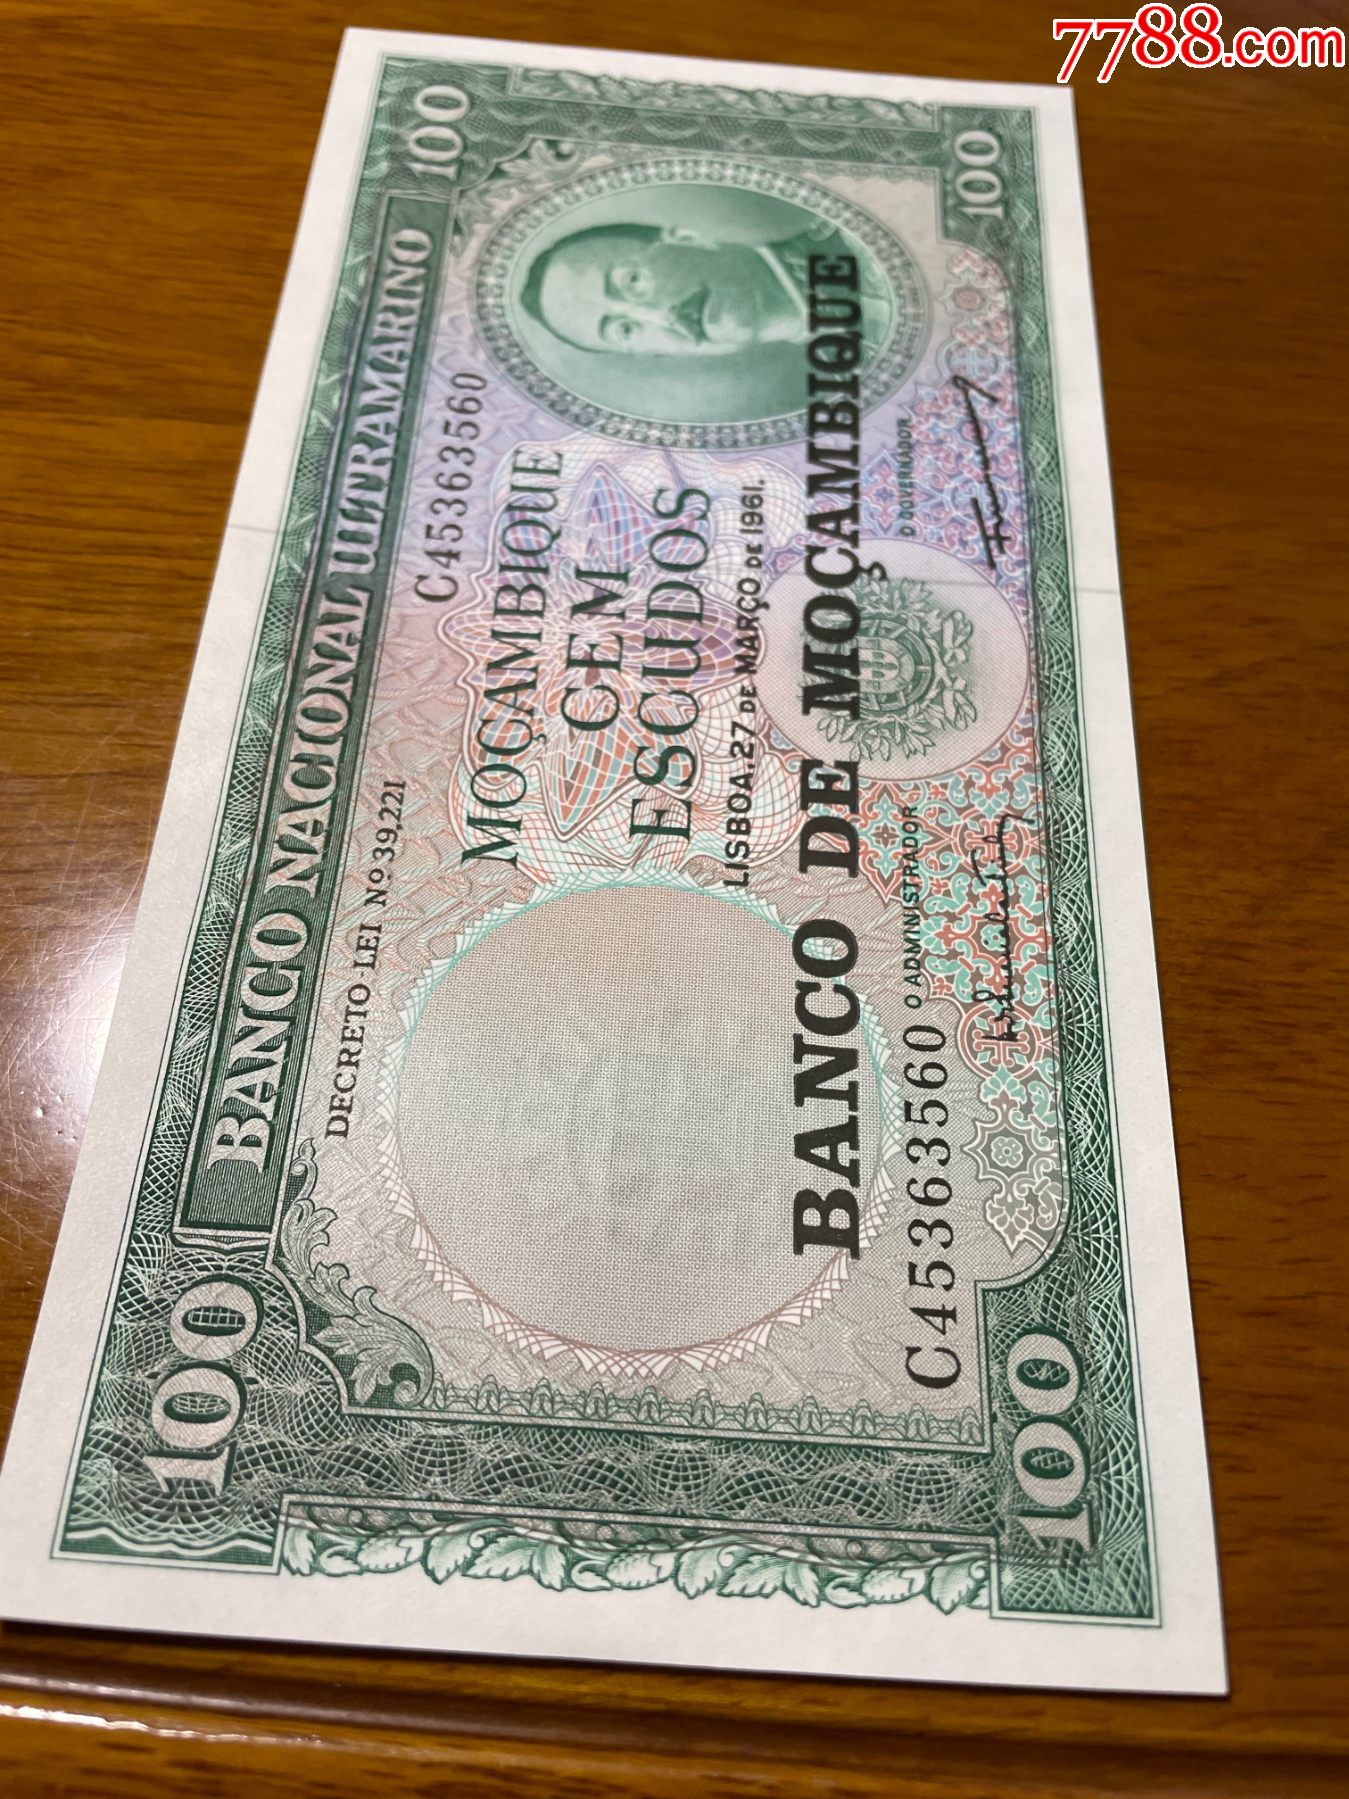 7788.com
100
BANCO NACIONAL ULTRAMARINO
100
DECRETO-LEI Nº 39,221
C45363560
MOÇAMBIQUE
CEM
ESCUDOS
LISBOA, 27 DE MARÇO DE 1961.
BANCO DE MOÇAMBIQUE
O ADMINISTRADOR
O GOVERNADOR
C45363560
100
100